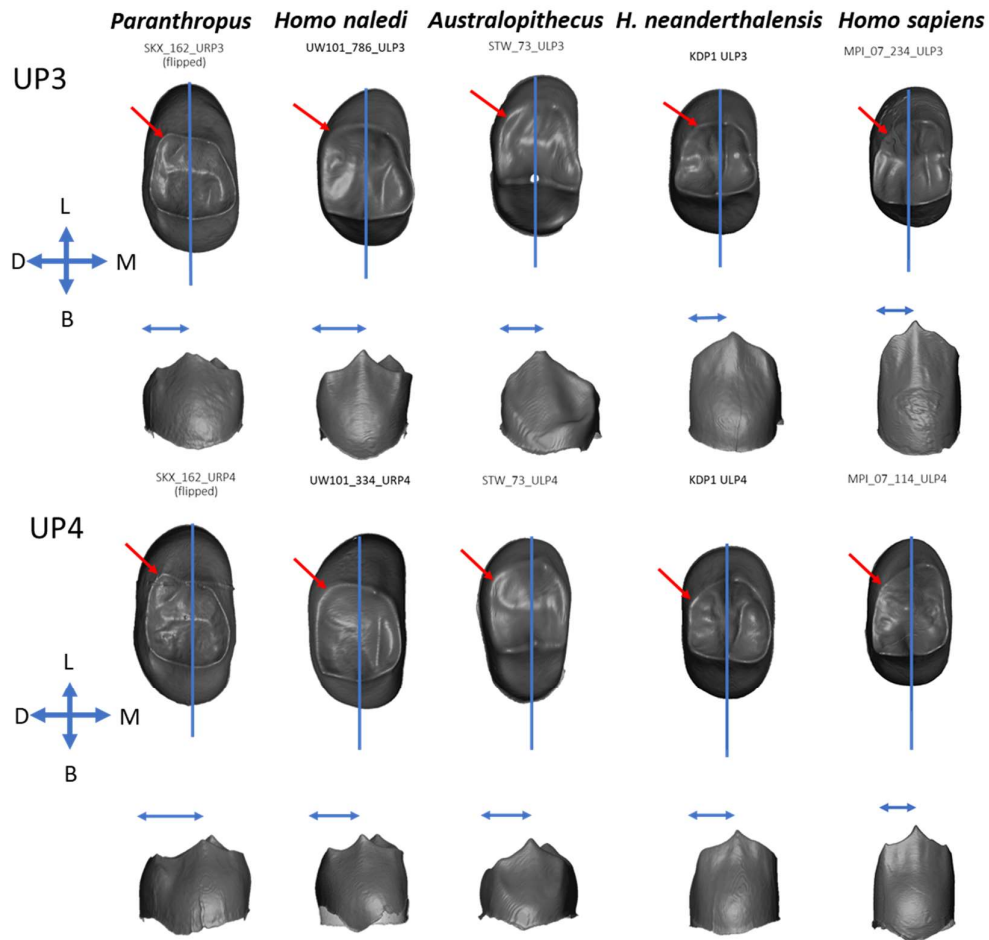 Paranthropus Homo naledi Australopithecus H. neanderthalensis Homo sapiens
SKX_162_URP3 UW101_786_ULP3 STW_73_ULP3 KDP1 ULP3 MPI_07_234_ULP3
(flipped)
UP3
L
D M
B
SKX_162_URP4 UW101_334_URP4 STW_73_ULP4 KDP1 ULP4 MPI_07_114_ULP4
(flipped)
UP4
L
D M
B